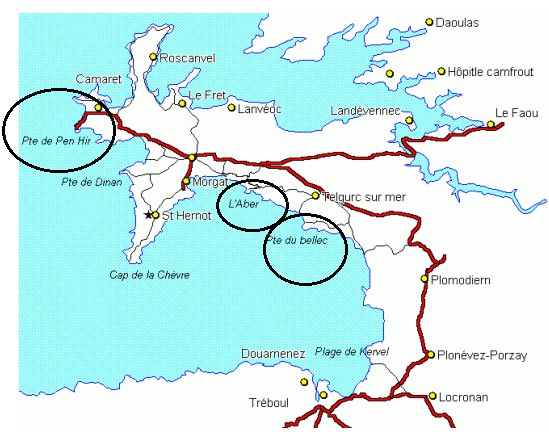 Daoulas
Roscanvel
Hôpitle camfrout
Camaret
Le Fret
Lanvéoc
Landévennec
Le Faou
Pte de Pen Hir
Pte de Dinan
Morgat
Telgurc sur mer
L'Aber
St Hernot
Pte du bellec
Cap de la Chèvre
Plomodiern
Douarnenez
Plage de Kervel
Plonévez-Porzay
Tréboul
Locronan